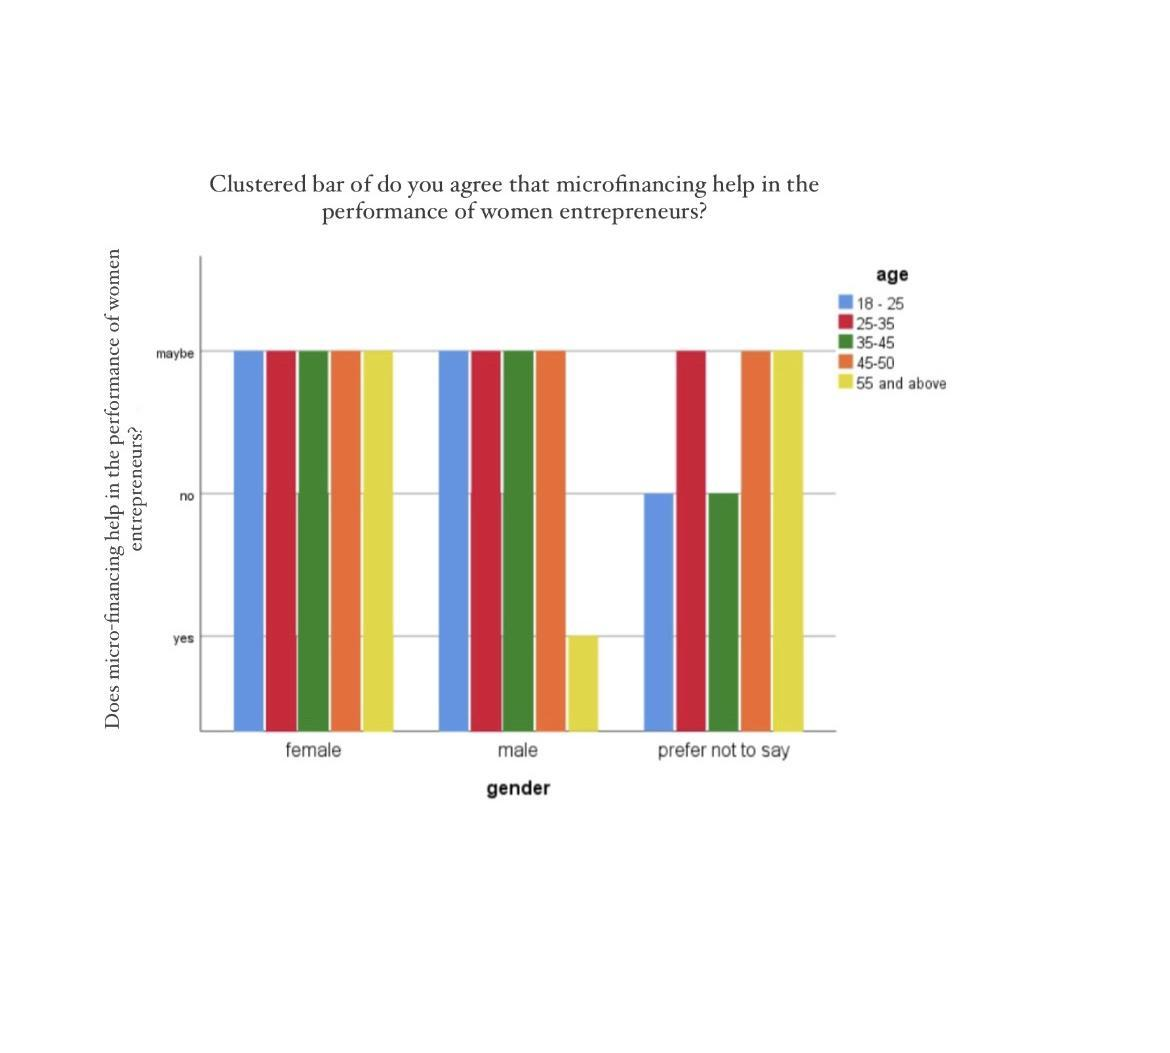 Clustered bar of do you agree that microfinancing help in the
performance of women entrepreneurs?
Does micro-financing help in the performance of women
entrepreneurs?
maybe
no
yes
female
male
prefer not to say
gender
age
18 - 25
25-35
35-45
45-50
55 and above